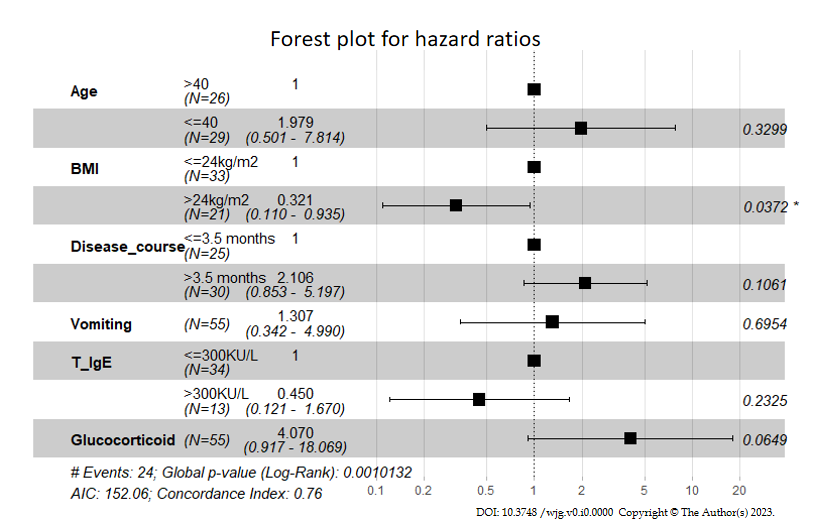 Forest plot for hazard ratios
Age >40 1
(N=26)
<=40 1.979 0.3299
(N=29) (0.501 - 7.814)
BMI <=24kg/m2 1
(N=33)
>24kg/m2 0.321 0.0372 *
(N=21) (0.110 - 0.935)
Disease_course <=3.5 months 1
(N=25)
>3.5 months 2.106 0.1061
(N=30) (0.853 - 5.197)
Vomiting (N=55) 1.307 0.6954
(0.342 - 4.990)
T_IgE <=300KU/L 1
(N=34)
>300KU/L 0.450 0.2325
(N=13) (0.121 - 1.670)
Glucocorticoid (N=55) 4.070 0.0649
(0.917 - 18.069)
# Events: 24; Global p-value (Log-Rank): 0.0010132
AIC: 152.06; Concordance Index: 0.76
0.1 0.2 0.5 1 2 5 10 20
DOI: 10.3748 /wjg.v0.i0.0000 Copyright © The Author(s) 2023.